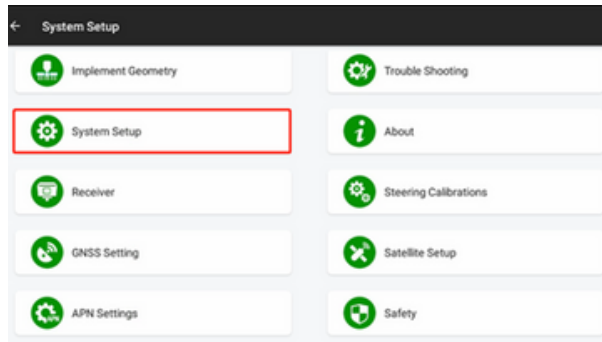 System Setup
Implement Geometry
Trouble Shooting
System Setup
About
Receiver
Steering Calibrations
GNSS Setting
Satellite Setup
APN Settings
Safety